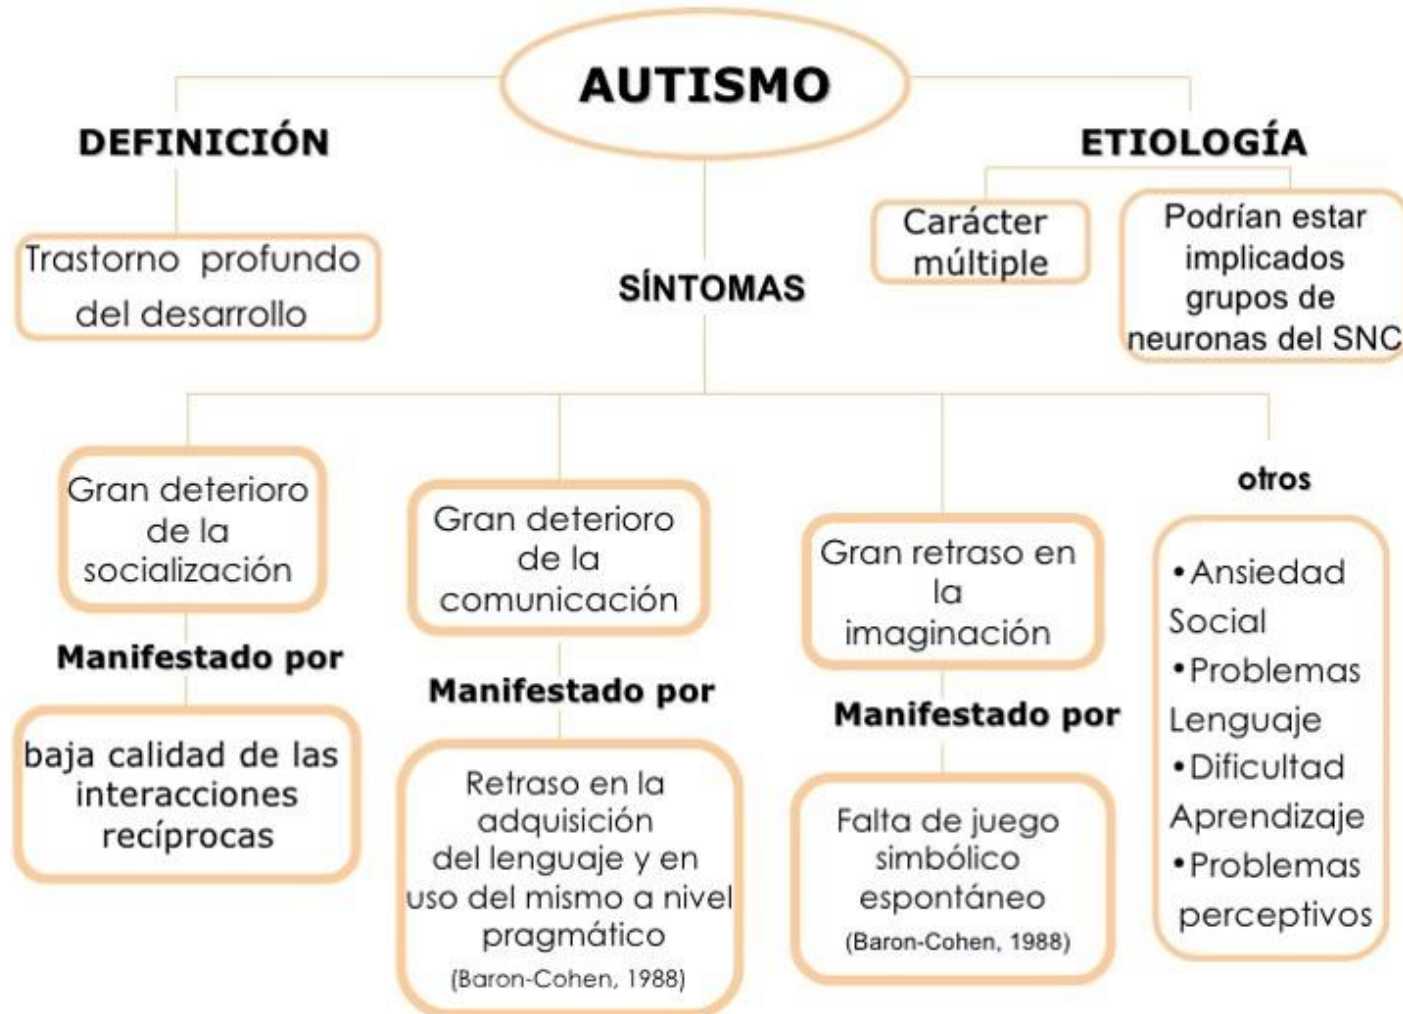 AUTISMO
DEFINICIÓN
Trastorno profundo
del desarrollo
ETIOLOGÍA
Carácter
múltiple
Podrían estar
implicados
grupos de
neuronas del SNC
SÍNTOMAS
Gran deterioro
de la
socialización
Manifestado por
baja calidad de las
interacciones
recíprocas
Gran deterioro
de la
comunicación
Manifestado por
Retraso en la
adquisición
del lenguaje y en
uso del mismo a nivel
pragmático
(Baron-Cohen, 1988)
Gran retraso en
la
imaginación
Manifestado por
Falta de juego
simbólico
espontáneo
(Baron-Cohen, 1988)
otros
•Ansiedad
Social
•Problemas
Lenguaje
•Dificultad
Aprendizaje
•Problemas
perceptivos